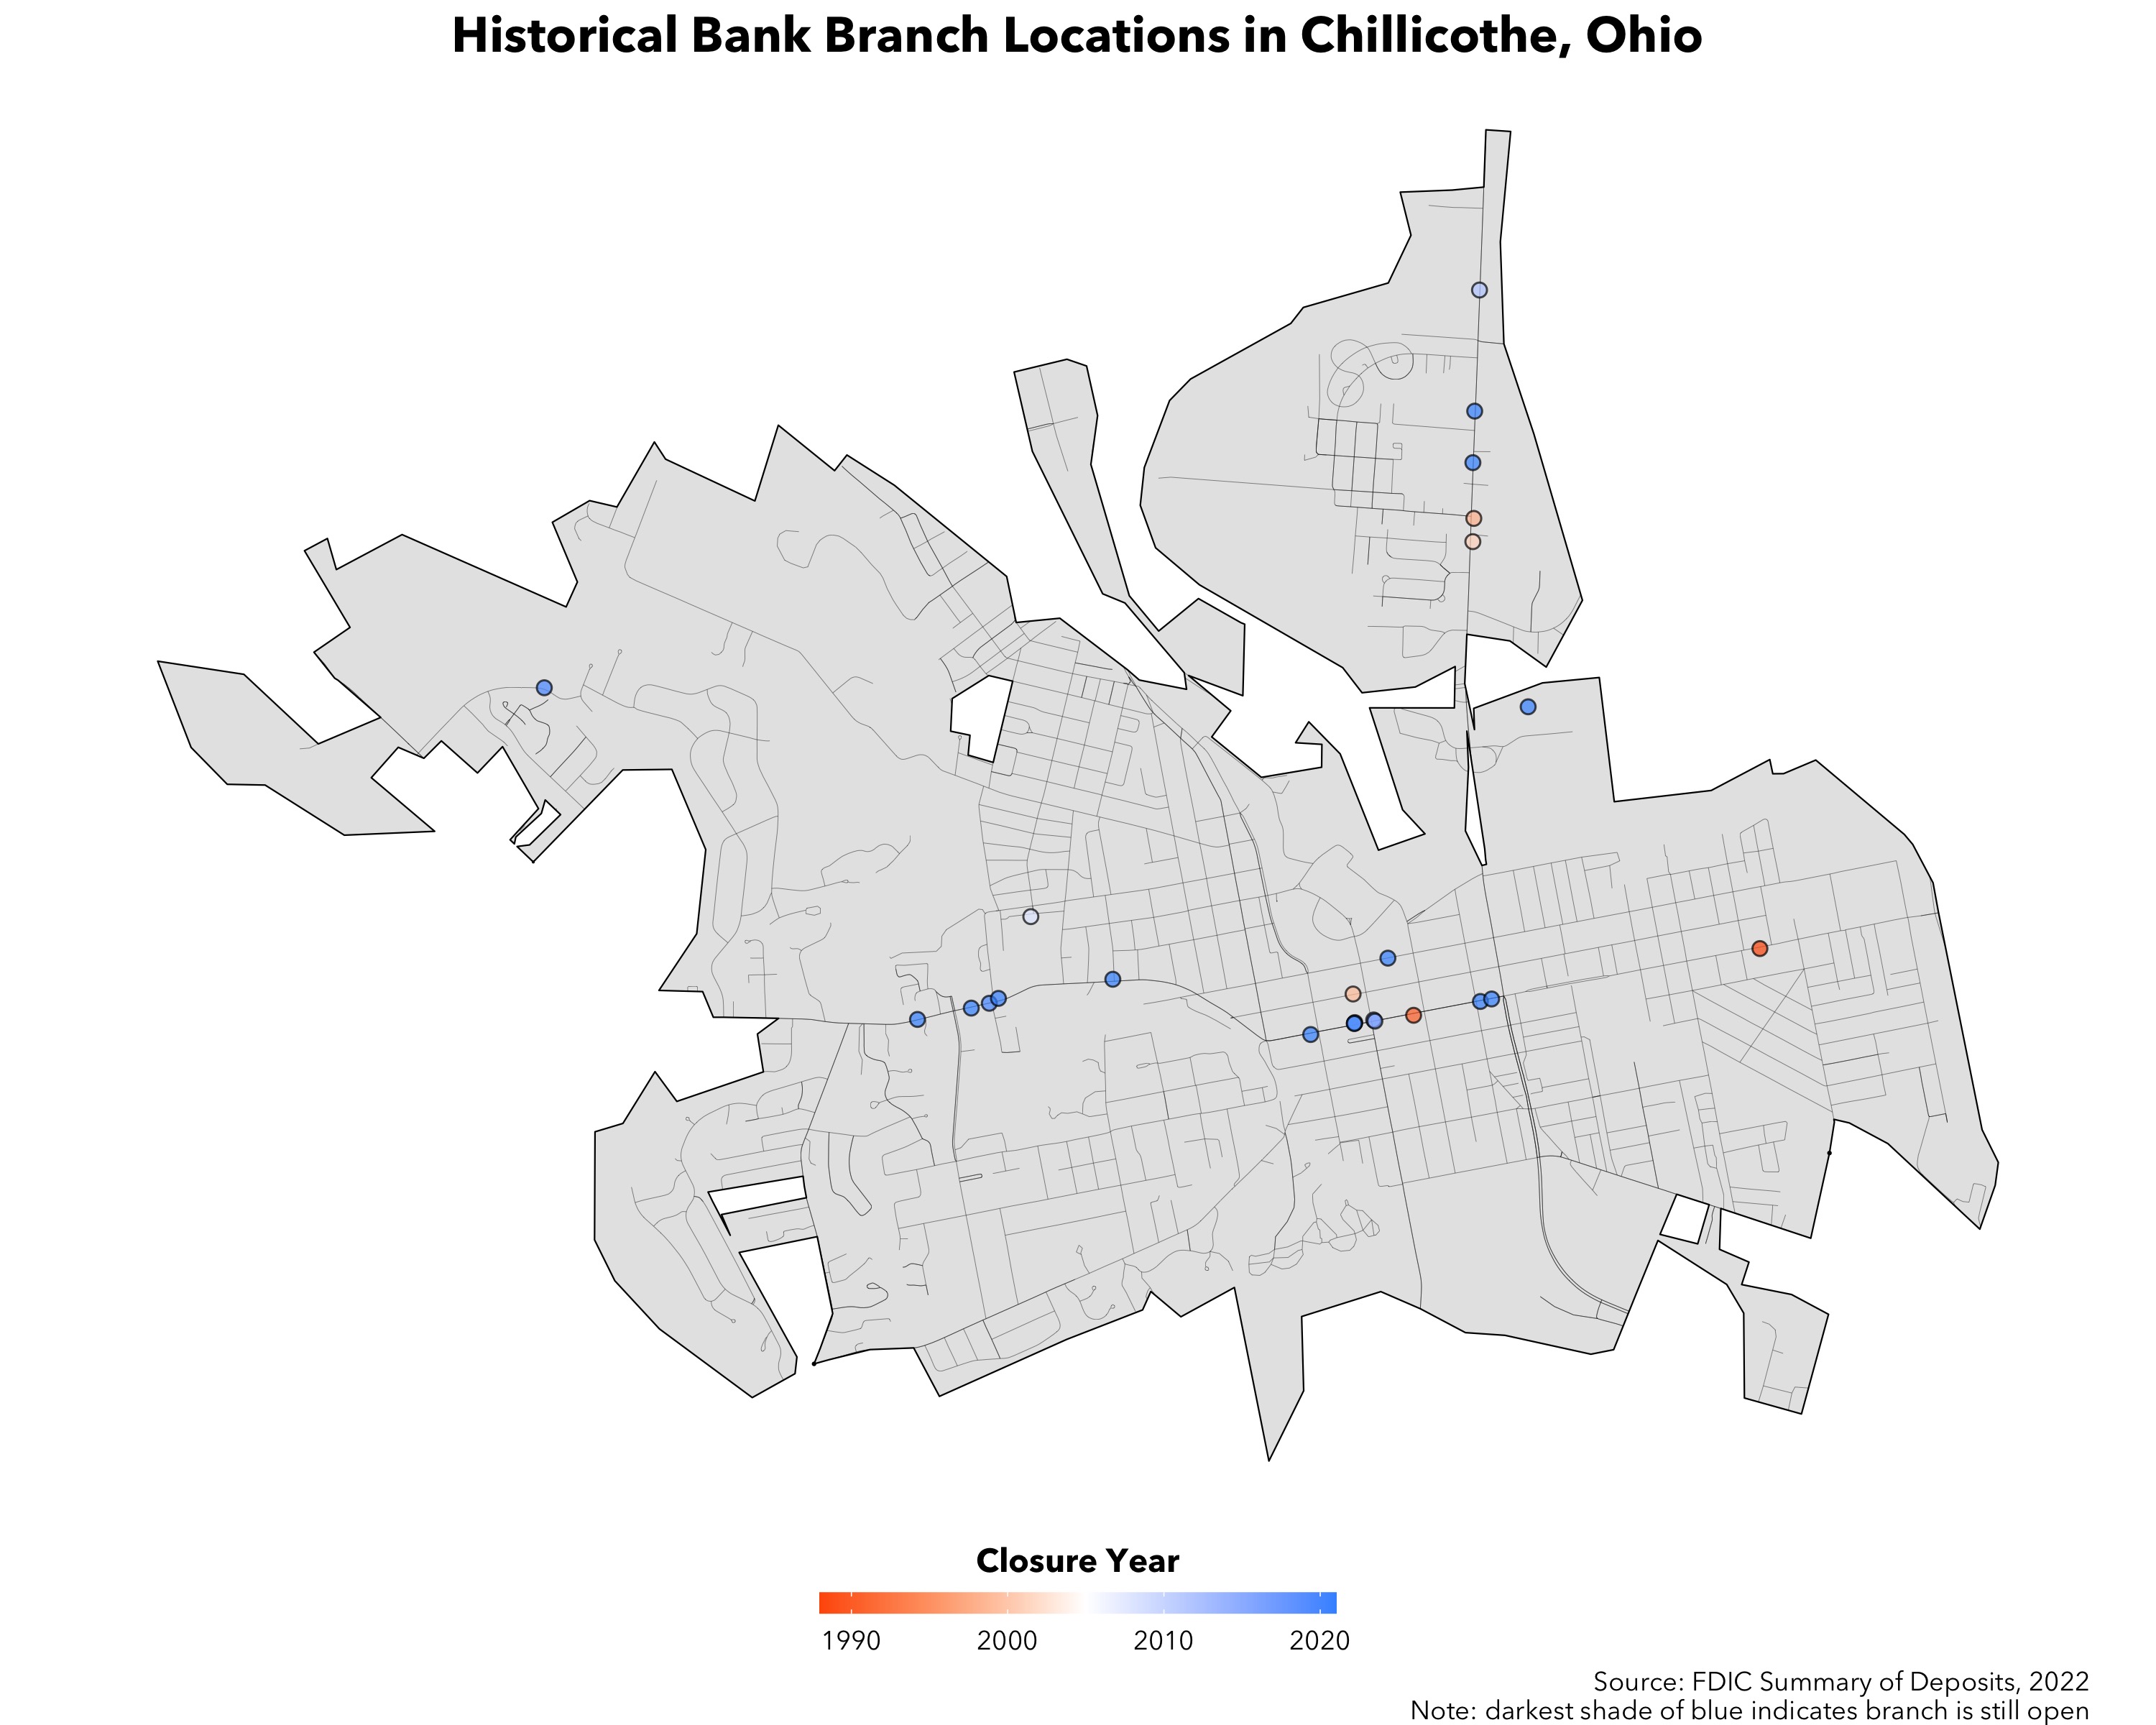 Historical Bank Branch Locations in Chillicothe, Ohio
Closure Year
1990 2000 2010 2020
Source: FDIC Summary of Deposits, 2022
Note: darkest shade of blue indicates branch is still open